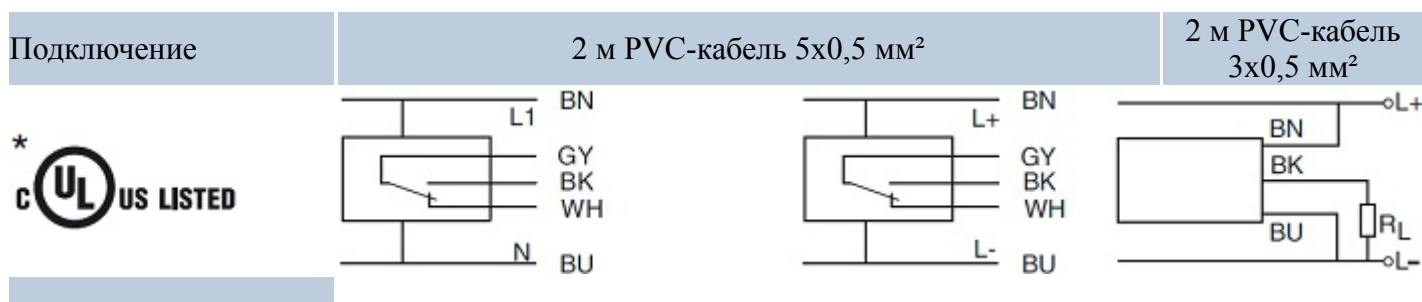 Подключение
2 м PVC-кабель 5x0,5 мм²
2 м PVC-кабель
3x0,5 мм²
*
c UL US LISTED
BN
L1
GY
BK
WH
N
BU
BN
L+
GY
BK
WH
L-
BU
L+
BN
BK
BU
RL
L-